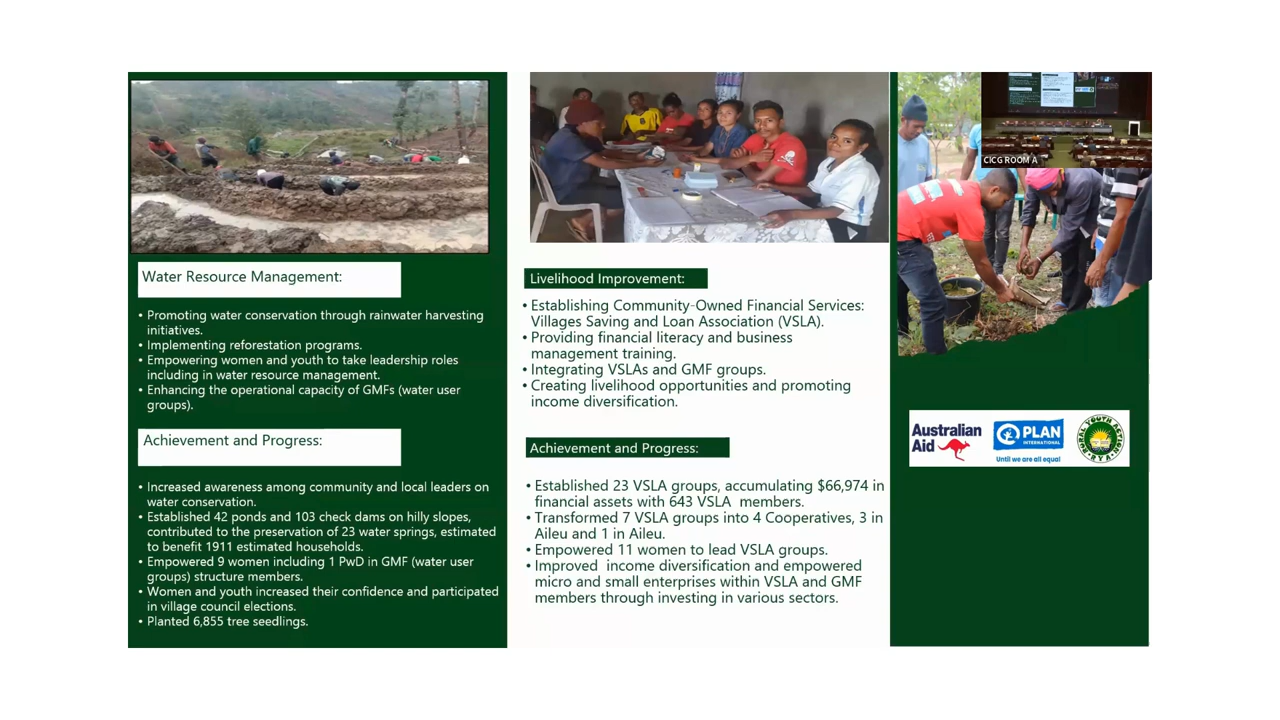 Water Resource Management:
• Promoting water conservation through rainwater harvesting
initiatives.
• Implementing reforestation programs.
• Empowering women and youth to take leadership roles
including in water resource management.
• Enhancing the operational capacity of GMFs (water user
groups).
Achievement and Progress:
• Increased awareness among community and local leaders on
water conservation.
• Established 42 ponds and 103 check dams on hilly slopes,
contributed to the preservation of 23 water springs, estimated
to benefit 1911 estimated households.
• Empowered 9 women including 1 PwD in GMF (water user
groups) structure members.
• Women and youth increased their confidence and participated
in village council elections.
• Planted 6,855 tree seedlings.
Livelihood Improvement:
• Establishing Community-Owned Financial Services:
Villages Saving and Loan Association (VSLA).
• Providing financial literacy and business
management training.
• Integrating VSLAs and GMF groups.
• Creating livelihood opportunities and promoting
income diversification.
Achievement and Progress:
• Established 23 VSLA groups, accumulating $66,974 in
financial assets with 643 VSLA members.
• Transformed 7 VSLA groups into 4 Cooperatives, 3 in
Aileu and 1 in Aileu.
• Empowered 11 women to lead VSLA groups.
• Improved income diversification and empowered
micro and small enterprises within VSLA and GMF
members through investing in various sectors.
CICG ROOM A
Australian
Aid
PLAN
INTERNATIONAL
Until we are all equal
RURAL YOUTH ACTION
R.Y.A